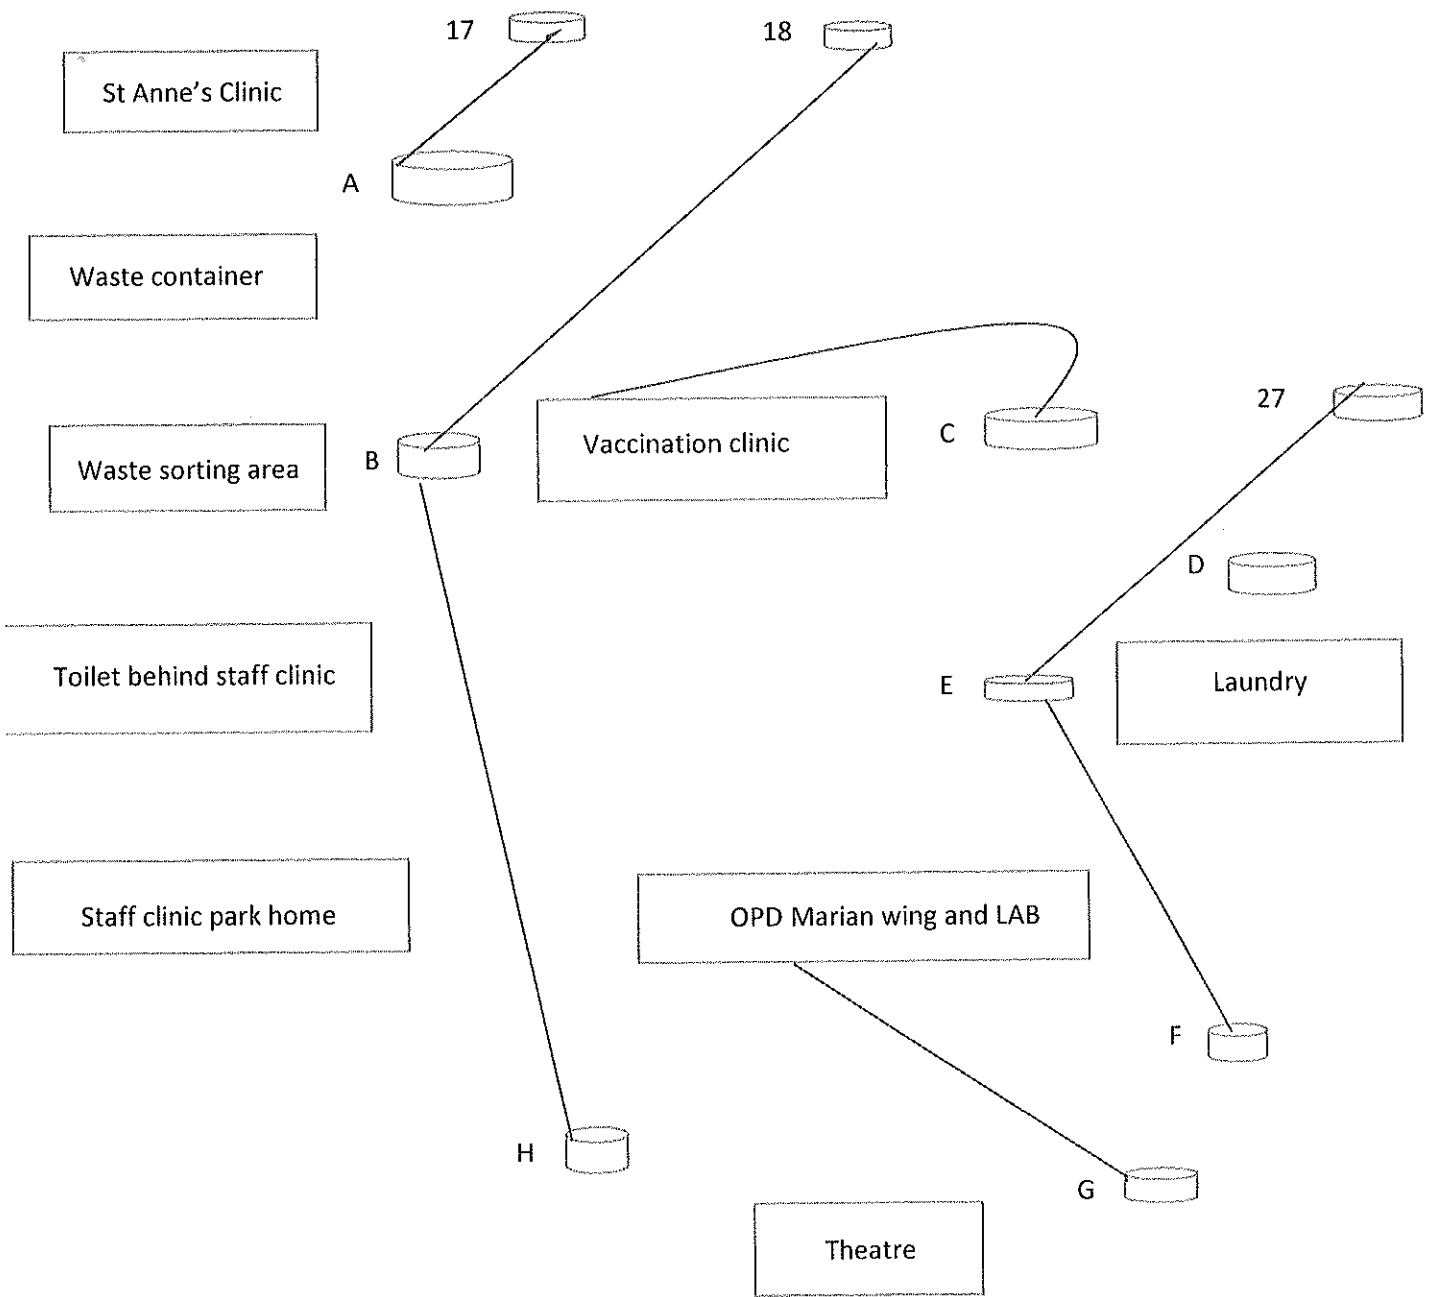 17
18
St Anne's Clinic
A
Waste container
27
B
Vaccination clinic
C
Waste sorting area
D
Toilet behind staff clinic
E
Laundry
Staff clinic park home
OPD Marian wing and LAB
F
H
G
Theatre